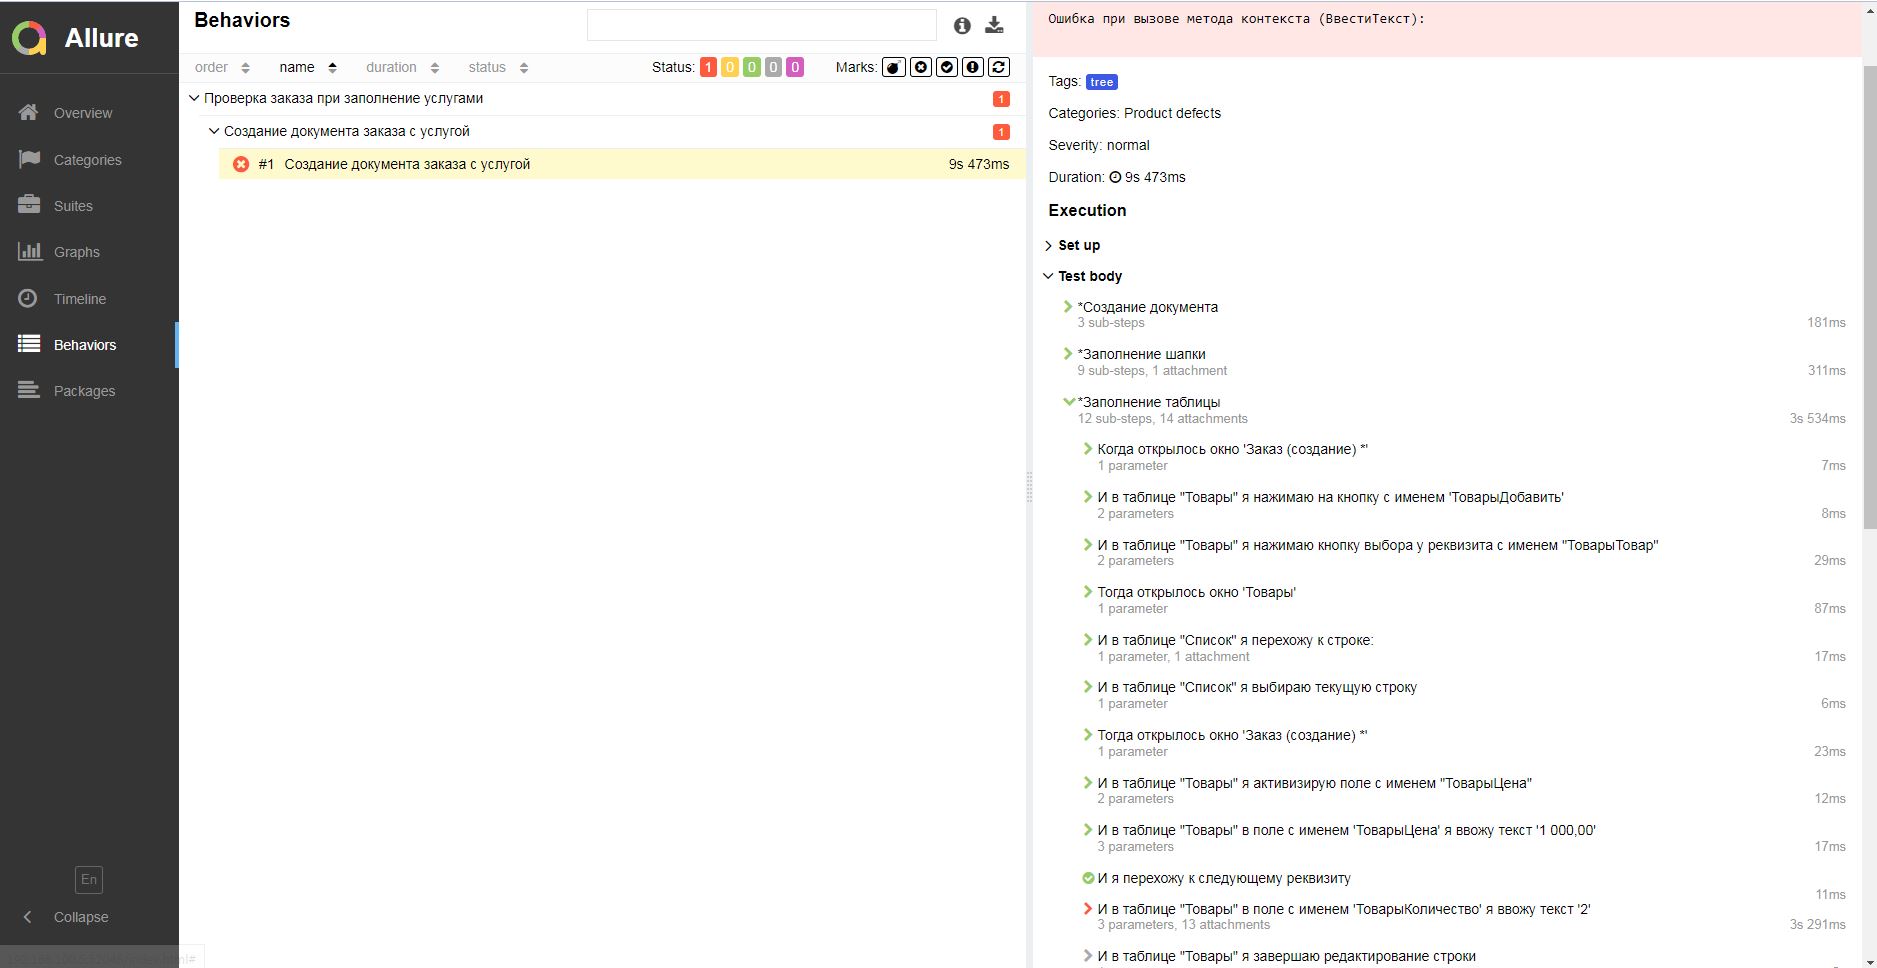 Allure
Overview
Categories
Suites
Graphs
Timeline
Behaviors
Packages
En
Collapse
Behaviors
order name duration status Status: 1 0 0 0 0 Marks:
Проверка заказа при заполнение услугами 1
Создание документа заказа с услугой 1
#1 Создание документа заказа с услугой 9s 473ms
Ошибка при вызове метода контекста (ВвестиТекст):
Tags: tree
Categories: Product defects
Severity: normal
Duration: 9s 473ms
Execution
Set up
Test body
*Создание документа
3 sub-steps 181ms
*Заполнение шапки
9 sub-steps, 1 attachment 311ms
*Заполнение таблицы
12 sub-steps, 14 attachments 3s 534ms
Когда открылось окно 'Заказ (создание) *'
1 parameter 7ms
И в таблице "Товары" я нажимаю на кнопку с именем 'ТоварыДобавить'
2 parameters 8ms
И в таблице "Товары" я нажимаю кнопку выбора у реквизита с именем "ТоварыТовар"
2 parameters 29ms
Тогда открылось окно 'Товары'
1 parameter 87ms
И в таблице "Список" я перехожу к строке:
1 parameter, 1 attachment 17ms
И в таблице "Список" я выбираю текущую строку
1 parameter 6ms
Тогда открылось окно 'Заказ (создание) *'
1 parameter 23ms
И в таблице "Товары" я активизирую поле с именем "ТоварыЦена"
2 parameters 12ms
И в таблице "Товары" в поле с именем 'ТоварыЦена' я ввожу текст '1 000,00'
3 parameters 17ms
И я перехожу к следующему реквизиту
11ms
И в таблице "Товары" в поле с именем 'ТоварыКоличество' я ввожу текст '2'
3 parameters, 13 attachments 3s 291ms
И в таблице "Товары" я завершаю редактирование строки